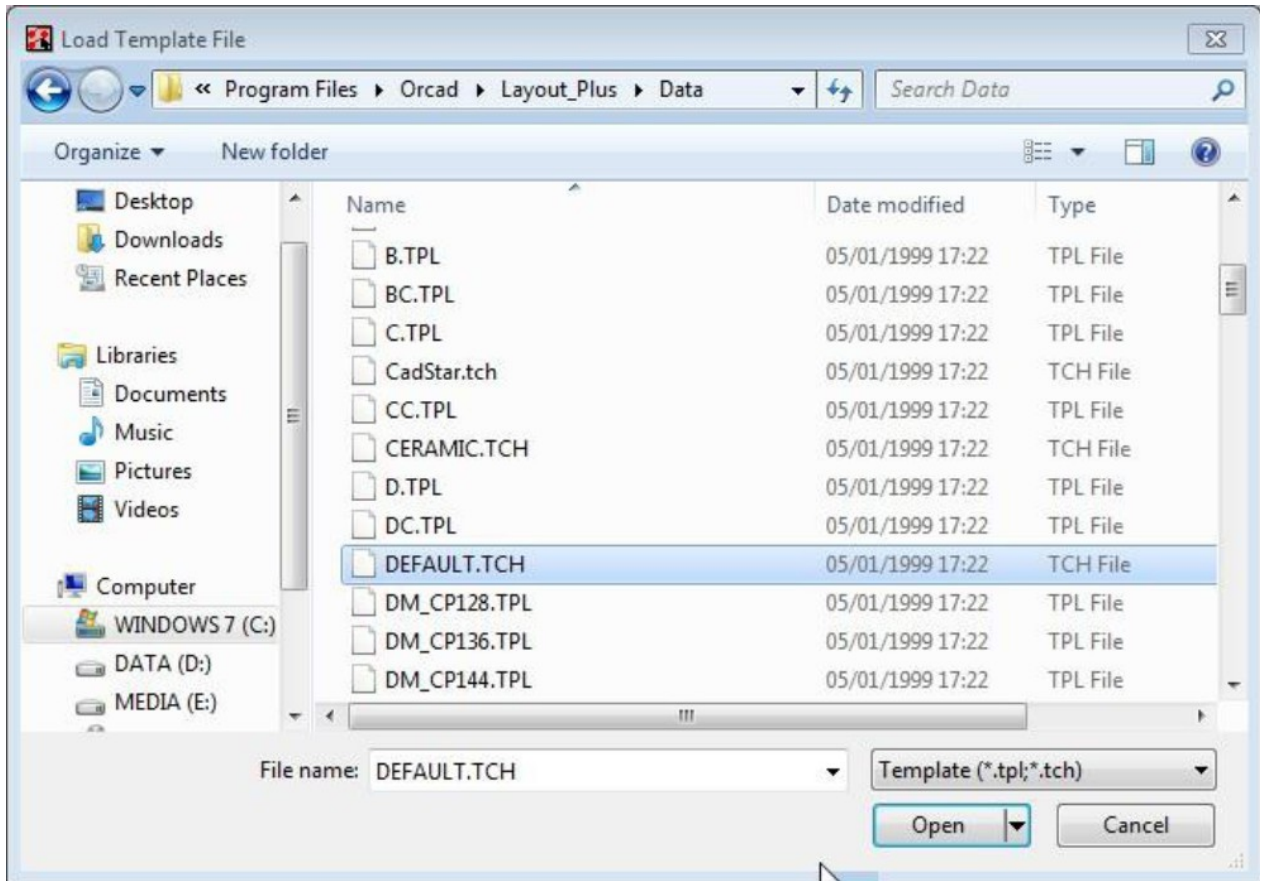 Load Template File
« Program Files ▸ Orcad ▸ Layout_Plus ▸ Data
Search Data
Organize
New folder
Desktop
Downloads
Recent Places
Libraries
Documents
Music
Pictures
Videos
Computer
WINDOWS 7 (C:)
DATA (D:)
MEDIA (E:)
Name Date modified Type
B.TPL 05/01/1999 17:22 TPL File
BC.TPL 05/01/1999 17:22 TPL File
C.TPL 05/01/1999 17:22 TPL File
CadStar.tch 05/01/1999 17:22 TCH File
CC.TPL 05/01/1999 17:22 TPL File
CERAMIC.TCH 05/01/1999 17:22 TCH File
D.TPL 05/01/1999 17:22 TPL File
DC.TPL 05/01/1999 17:22 TPL File
DEFAULT.TCH 05/01/1999 17:22 TCH File
DM_CP128.TPL 05/01/1999 17:22 TPL File
DM_CP136.TPL 05/01/1999 17:22 TPL File
DM_CP144.TPL 05/01/1999 17:22 TPL File
File name: DEFAULT.TCH
Template (*.tpl;*.tch)
Open
Cancel